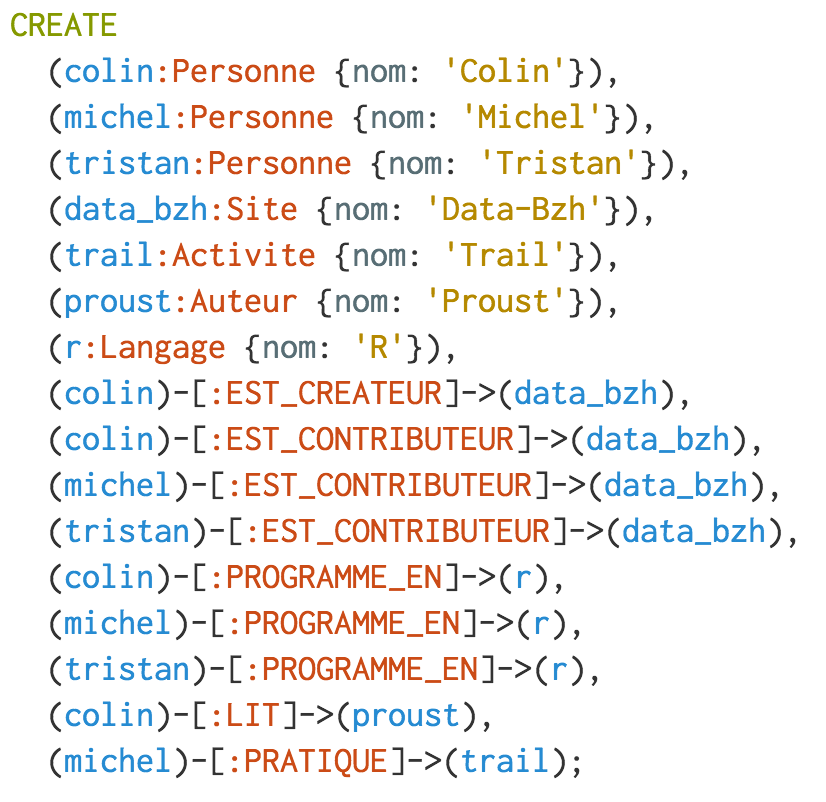 CREATE
(colin:Personne {nom: 'Colin'}),
(michel:Personne {nom: 'Michel'}),
(tristan:Personne {nom: 'Tristan'}),
(data_bzh:Site {nom: 'Data-Bzh'}),
(trail:Activite {nom: 'Trail'}),
(proust:Auteur {nom: 'Proust'}),
(r:Langage {nom: 'R'}),
(colin)-[:EST_CREATEUR]->(data_bzh),
(colin)-[:EST_CONTRIBUTEUR]->(data_bzh),
(michel)-[:EST_CONTRIBUTEUR]->(data_bzh),
(tristan)-[:EST_CONTRIBUTEUR]->(data_bzh),
(colin)-[:PROGRAMME_EN]->(r),
(michel)-[:PROGRAMME_EN]->(r),
(tristan)-[:PROGRAMME_EN]->(r),
(colin)-[:LIT]->(proust),
(michel)-[:PRATIQUE]->(trail);